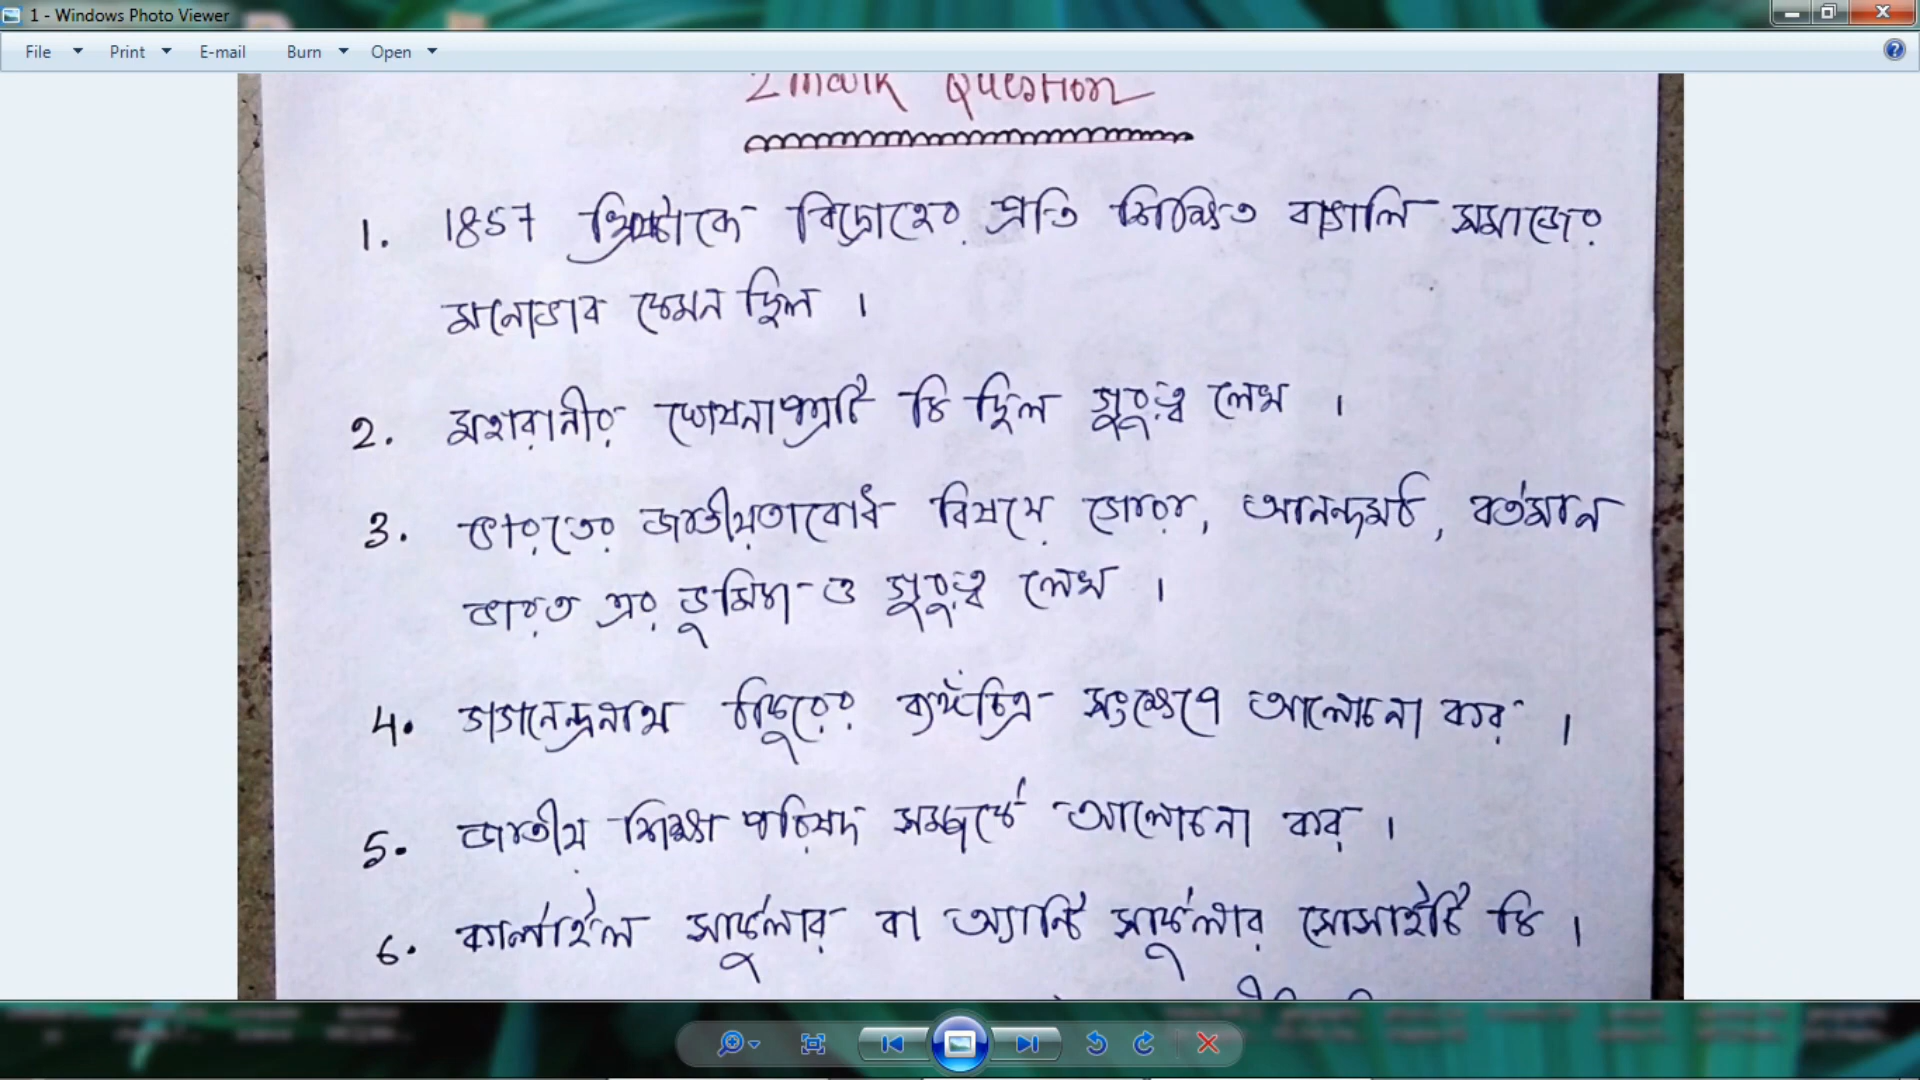 1 - Windows Photo Viewer
File Print E-mail Burn Open
2 mark Question
1. 1857 খ্রিস্টাব্দে বিদ্রোহের প্রতি শিক্ষিত বাঙালি সমাজের
মনোভাব কেমন ছিল ।
2. মহারানীর ঘোষনাপত্রটি কি ছিল গুরুত্ব লেখ ।
3. ভারতের জাতীয়তাবোধ বিষয়ে গোরা, আনন্দমঠ, বর্তমান
ভারত এর ভূমিকা ও গুরুত্ব লেখ ।
4. গগনেন্দ্রনাথ ঠাকুরের ব্যঙ্গচিত্র সংক্ষেপে আলোচনা কর ।
5. জাতীয় শিক্ষা পরিষদ সম্পর্কে আলোচনা কর ।
6. কার্লাইল সার্কুলার বা অ্যান্টি সার্কুলার সোসাইটি কি ।